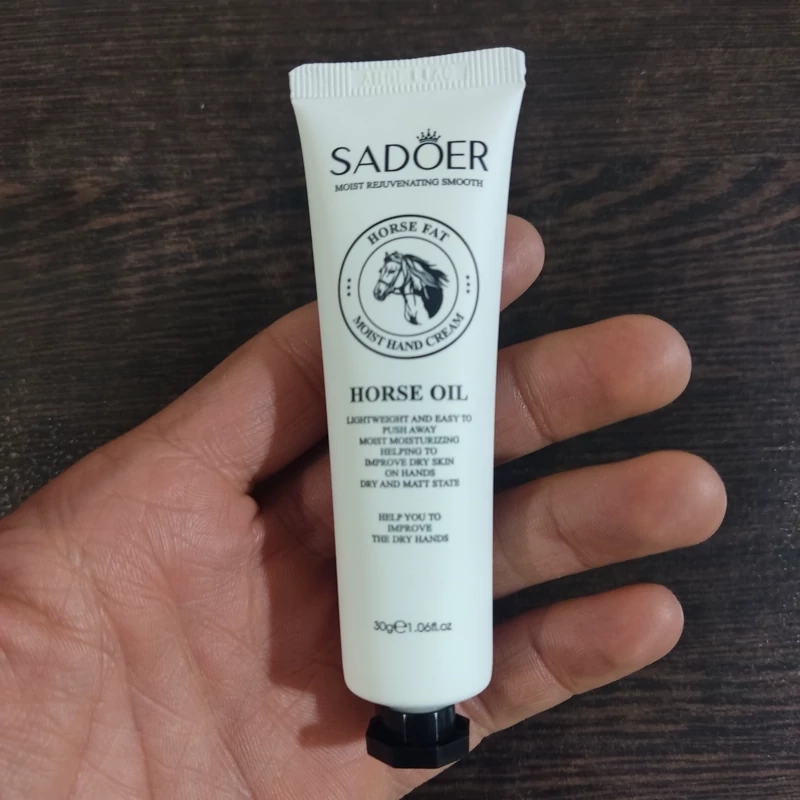 SADOER
MOIST REJUVENATING SMOOTH
HORSE FAT
MOIST HAND CREAM
HORSE OIL
LIGHTWEIGHT AND EASY TO
PUSH AWAY
MOIST MOISTURIZING
HELPING TO
IMPROVE DRY SKIN
ON HANDS
DRY AND MATT STATE
HELP YOU TO
IMPROVE
THE DRY HANDS
30g℮1.06fl.oz